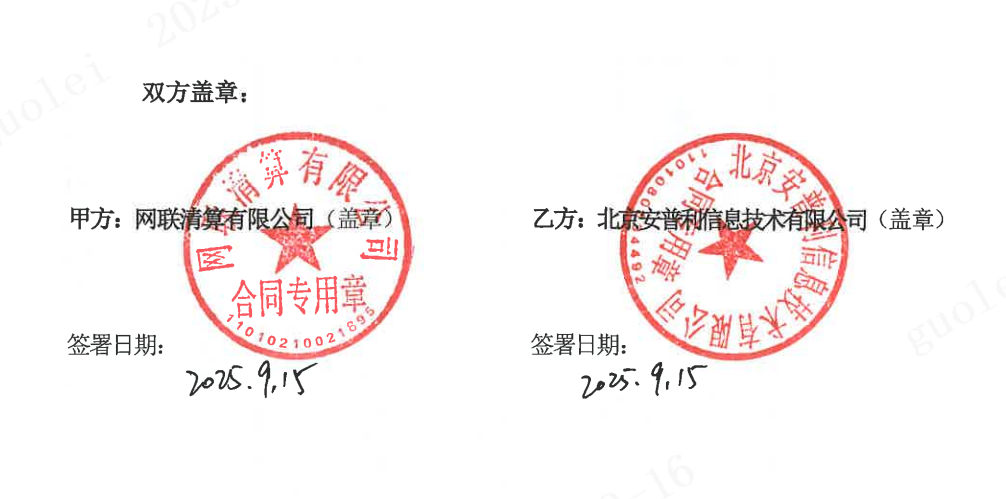 双方盖章：
甲方：网联清算有限公司（盖章）
乙方：北京安普利信息技术有限公司（盖章）
网联清算有限公司
合同专用章
11010210021895
北京安普利信息技术有限公司
合同专用章
签署日期：
2025.9.15
签署日期：
2025.9.15
guolei
guolei